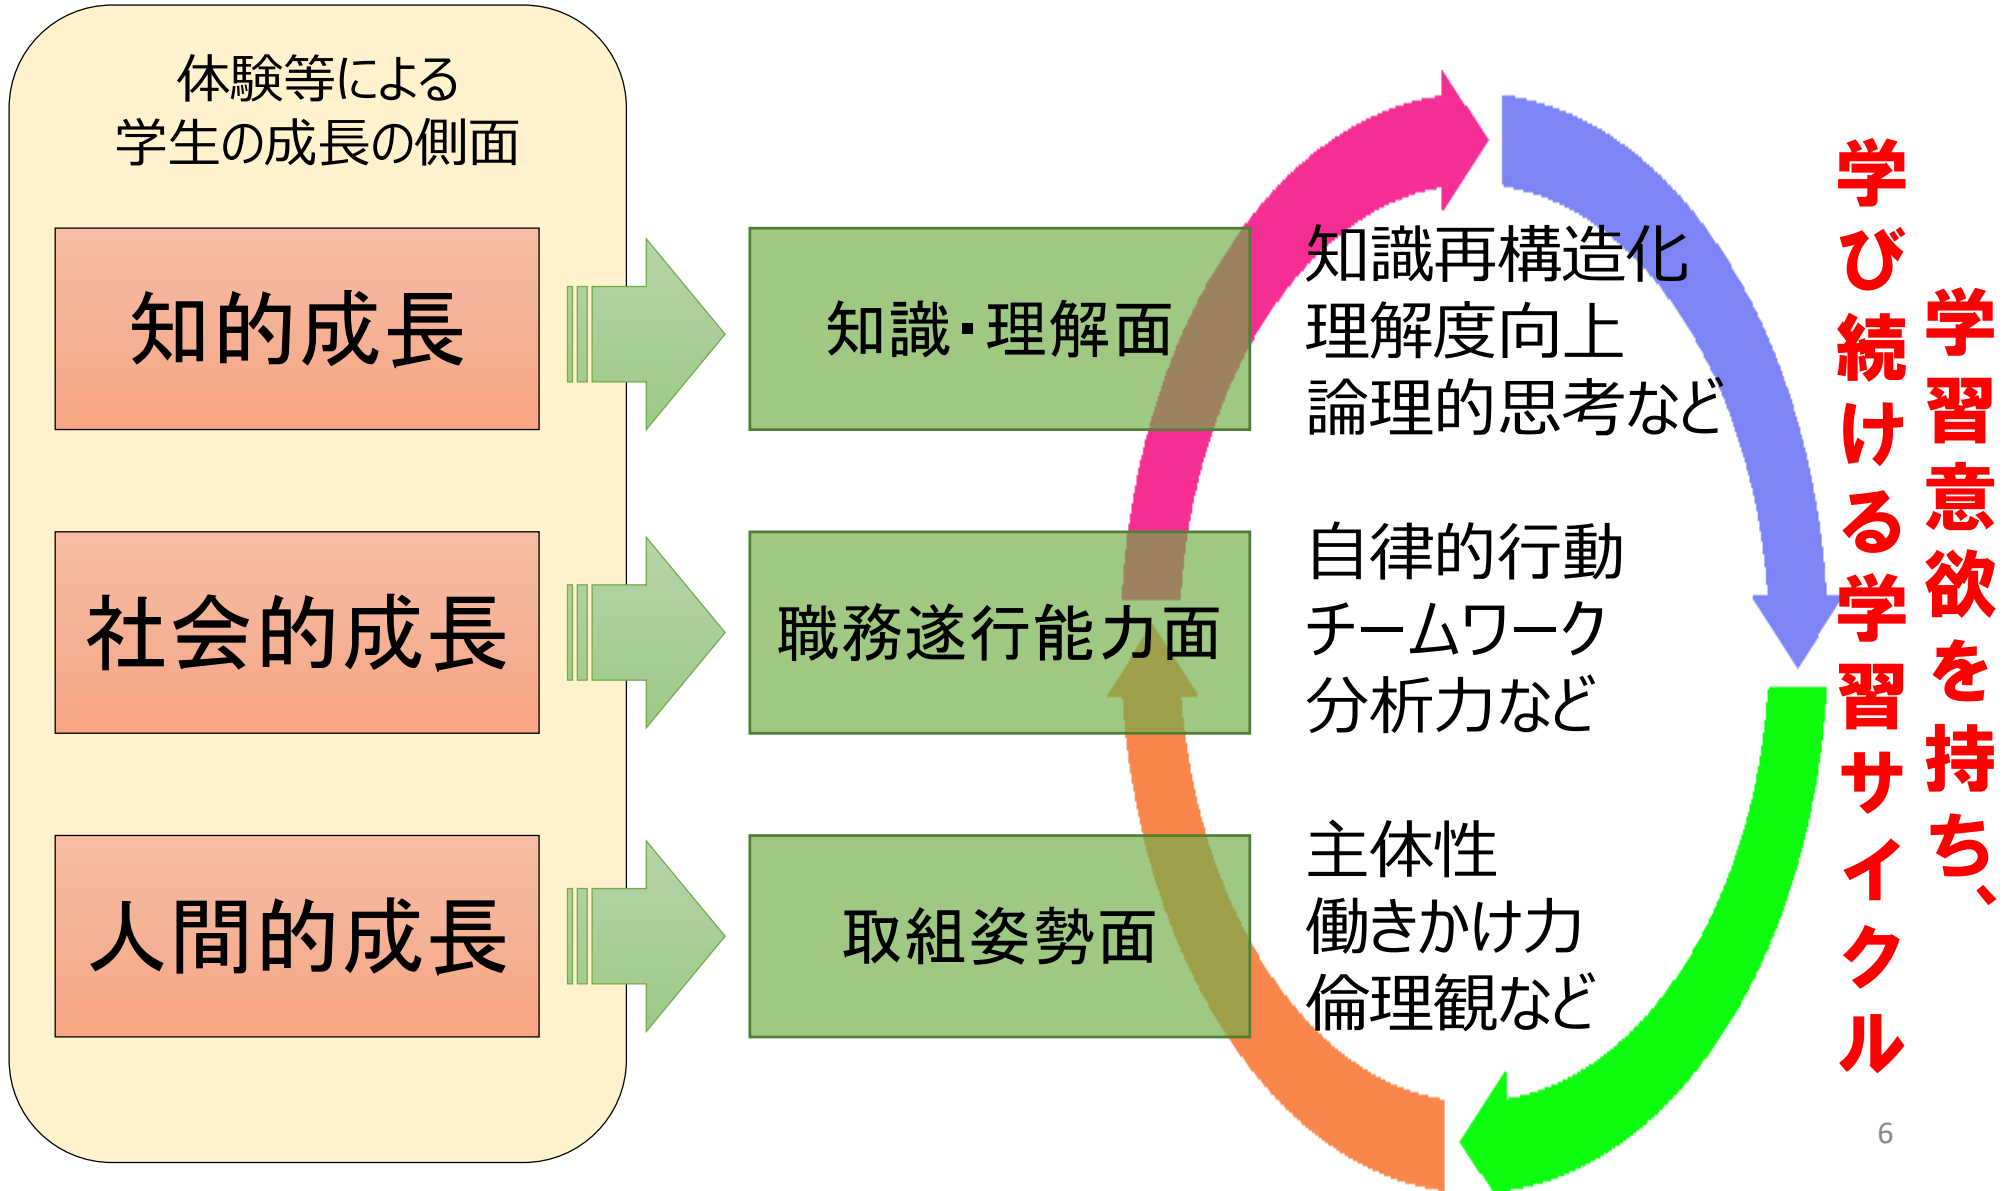 体験等による
学生の成長の側面
知的成長
知識・理解面
知識再構造化
理解度向上
論理的思考など
社会的成長
職務遂行能力面
自律的行動
チームワーク
分析力など
人間的成長
取組姿勢面
主体性
働きかけ力
倫理観など
学習意欲を持ち、
学び続ける学習サイクル
6